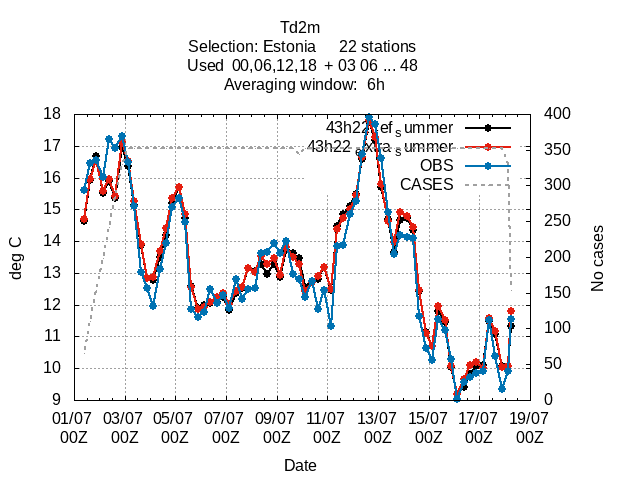 Td2m
Selection: Estonia 22 stations
Used 00,06,12,18 + 03 06 ... 48
Averaging window: 6h
43h22_ref_summer
43h22_extra_summer
OBS
CASES
18
17
16
15
14
13
12
11
10
9
deg C
400
350
300
250
200
150
100
50
0
No cases
01/07 03/07 05/07 07/07 09/07 11/07 13/07 15/07 17/07 19/07
00Z 00Z 00Z 00Z 00Z 00Z 00Z 00Z 00Z 00Z
Date